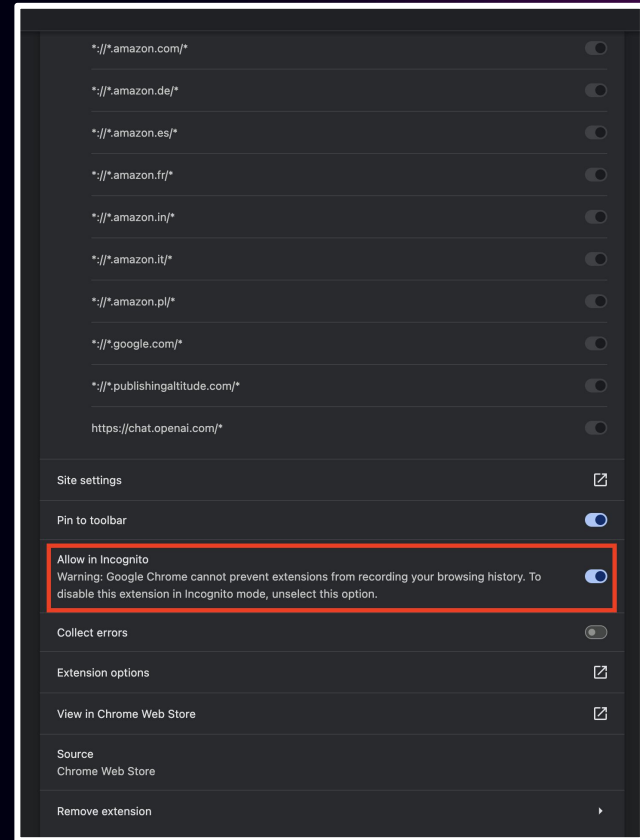 *://*.amazon.com/*
*://*.amazon.de/*
*://*.amazon.es/*
*://*.amazon.fr/*
*://*.amazon.in/*
*://*.amazon.it/*
*://*.amazon.pl/*
*://*.google.com/*
*://*.publishingaltitude.com/*
https://chat.openai.com/*
Site settings
Pin to toolbar
Allow in Incognito
Warning: Google Chrome cannot prevent extensions from recording your browsing history. To
disable this extension in Incognito mode, unselect this option.
Collect errors
Extension options
View in Chrome Web Store
Source
Chrome Web Store
Remove extension